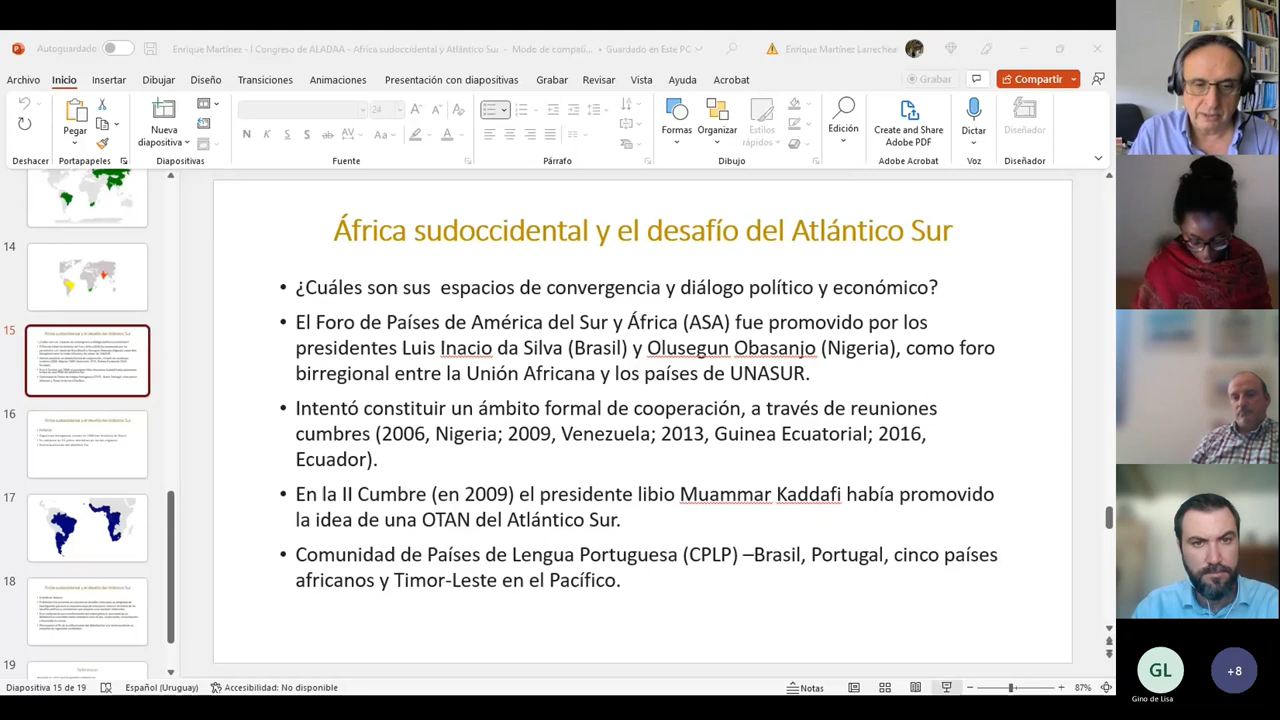 Autoguardado
Enrique Martínez - I Congreso de ALADAA - Africa sudoccidental y Atlántico Sur - Modo de compati... • Guardado en Este PC
Enrique Martínez Larrechea
Archivo Inicio Insertar Dibujar Diseño Transiciones Animaciones Presentación con diapositivas Grabar Revisar Vista Ayuda Acrobat
Grabar
Compartir
24
Pegar
Nueva
diapositiva
N K S S ab AV Aa A
Formas
Organizar
Estilos
rápidos
Edición
Create and Share
Adobe PDF
Dictar
Diseñador
Deshacer Portapapeles Diapositivas Fuente Párrafo Dibujo Adobe Acrobat Voz Diseñador
14
15
16
17
18
19
África sudoccidental y el desafío del Atlántico Sur
• ¿Cuáles son sus espacios de convergencia y diálogo político y económico?
• El Foro de Países de América del Sur y África (ASA) fue promovido por los
presidentes Luis Inacio da Silva (Brasil) y Olusegun Obasanjo (Nigeria), como foro
birregional entre la Unión Africana y los países de UNASUR.
• Intentó constituir un ámbito formal de cooperación, a través de reuniones
cumbres (2006, Nigeria; 2009, Venezuela; 2013, Guinea Ecuatorial; 2016,
Ecuador).
• En la II Cumbre (en 2009) el presidente libio Muammar Kaddafi había promovido
la idea de una OTAN del Atlántico Sur.
• Comunidad de Países de Lengua Portuguesa (CPLP) –Brasil, Portugal, cinco países
africanos y Timor-Leste en el Pacífico.
GL
Gino de Lisa
+8
Diapositiva 15 de 19 Español (Uruguay) Accesibilidad: No disponible
Notas
87%